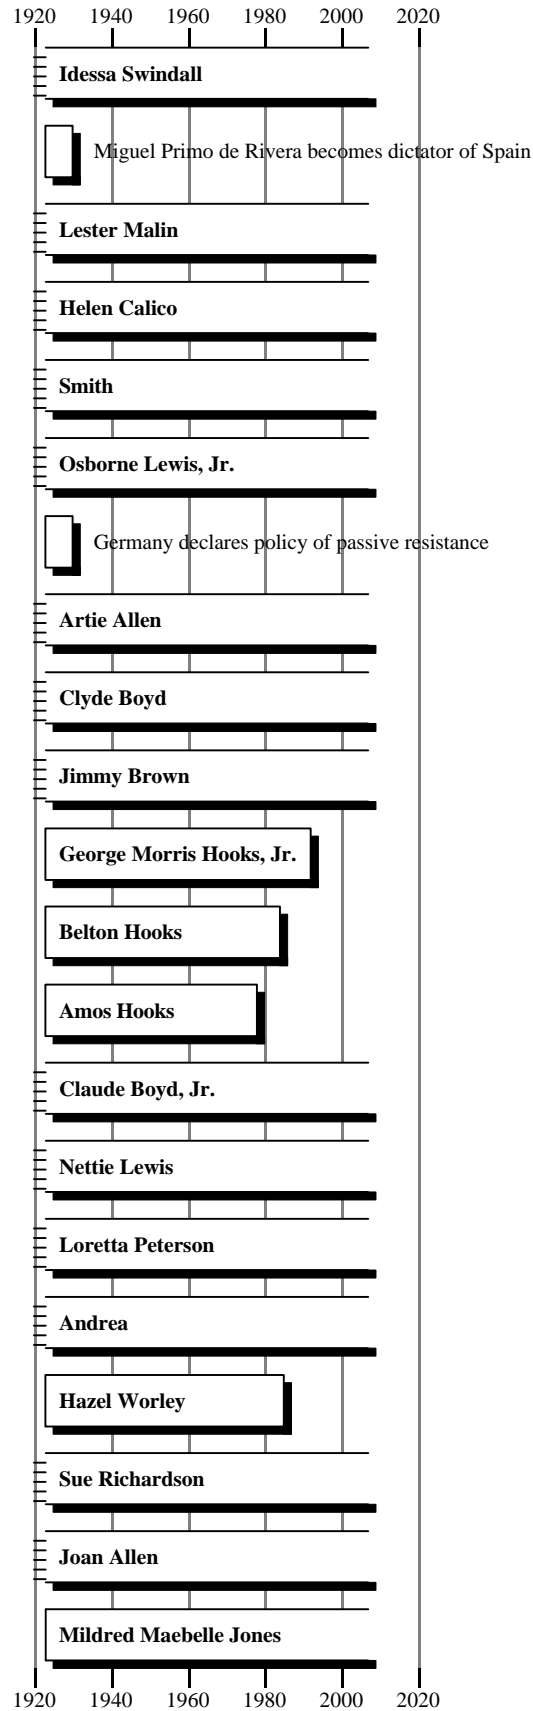 1920 1940 1960 1980 2000 2020
Idessa Swindall
Miguel Primo de Rivera becomes dictator of Spain
Lester Malin
Helen Calico
Smith
Osborne Lewis, Jr.
Germany declares policy of passive resistance
Artie Allen
Clyde Boyd
Jimmy Brown
George Morris Hooks, Jr.
Belton Hooks
Amos Hooks
Claude Boyd, Jr.
Nettie Lewis
Loretta Peterson
Andrea
Hazel Worley
Sue Richardson
Joan Allen
Mildred Maebelle Jones
1920 1940 1960 1980 2000 2020